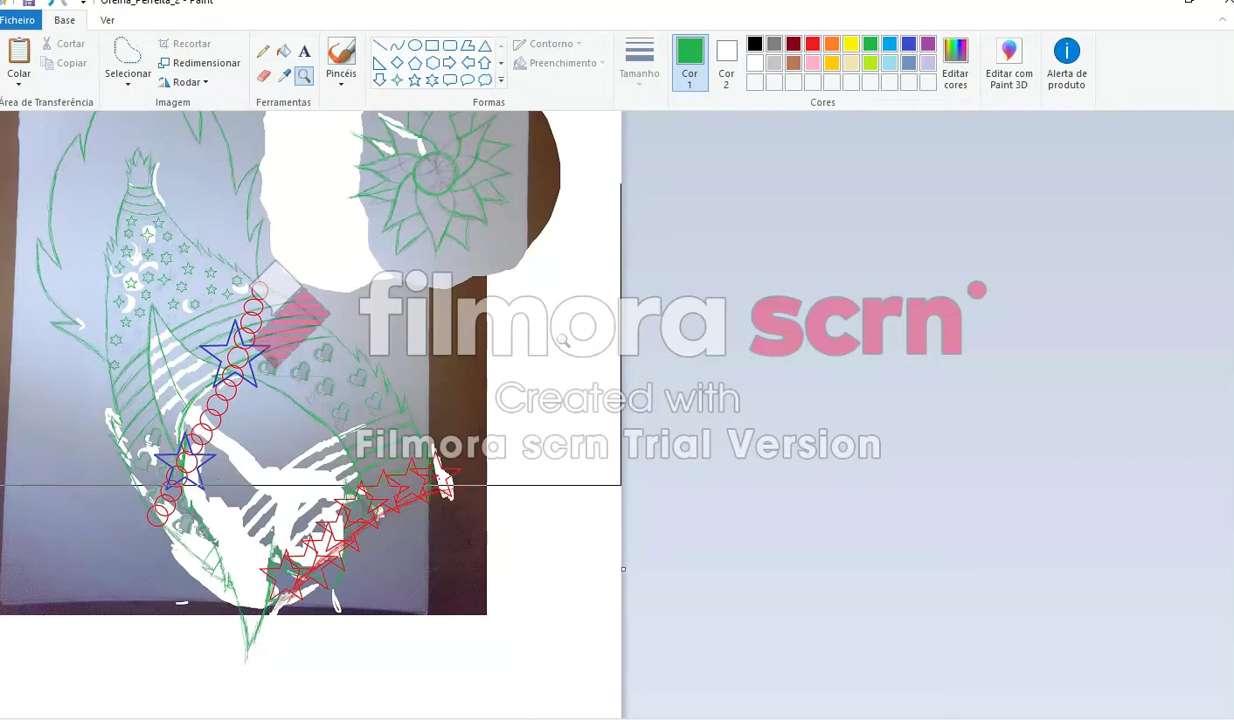 Orelha_Perfeita_2 - Paint
Ficheiro Base Ver
Colar
Cortar
Copiar
Área de Transferência
Selecionar
Recortar
Redimensionar
Rodar
Imagem
A
Ferramentas
Pincéis
Contorno
Preenchimento
Formas
Tamanho
Cor
1
Cor
2
Editar
cores
Cores
Editar com
Paint 3D
Alerta de
produto
filmora scrn
Created with
Filmora scrn Trial Version